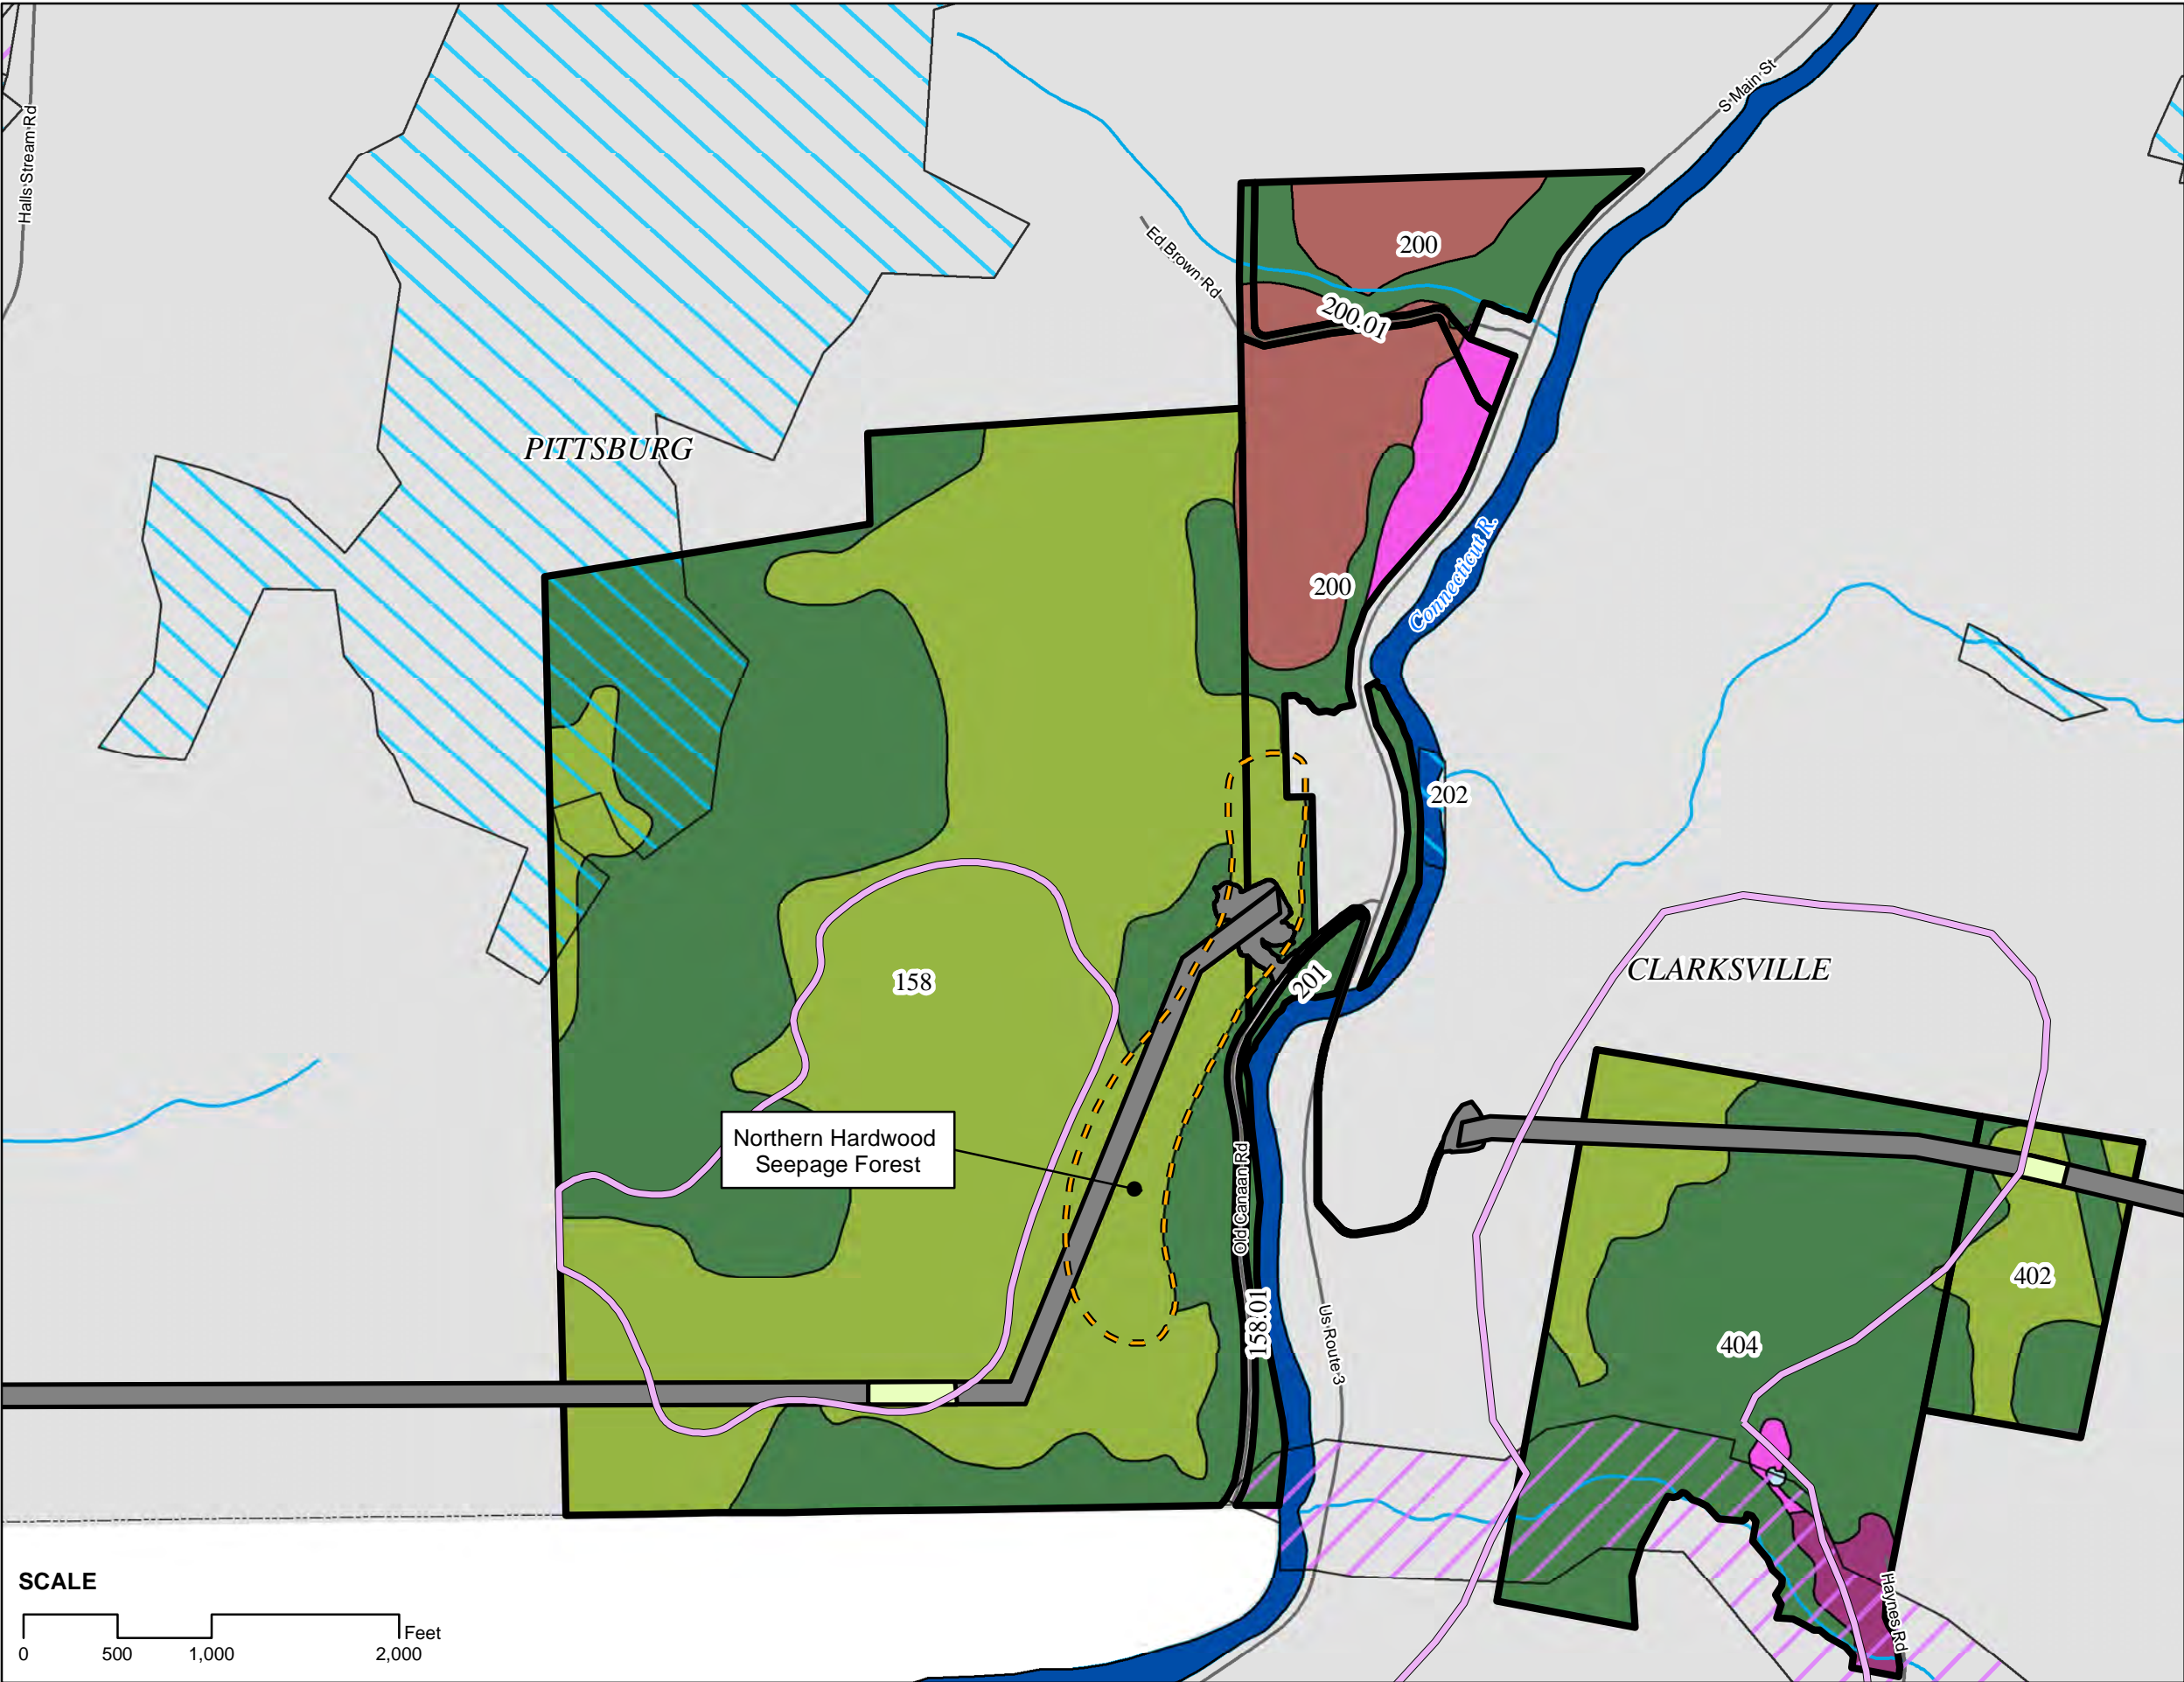 S Main St
Halls Stream Rd
200
Ed Brown Rd
200.01
PITTSBURG
Connecticut R.
200
202
158
201
CLARKSVILLE
Northern Hardwood
Seepage Forest
Old Canaan Rd
402
158.01
Us Route 3
404
SCALE
Haynes Rd
Feet
0 500 1,000 2,000